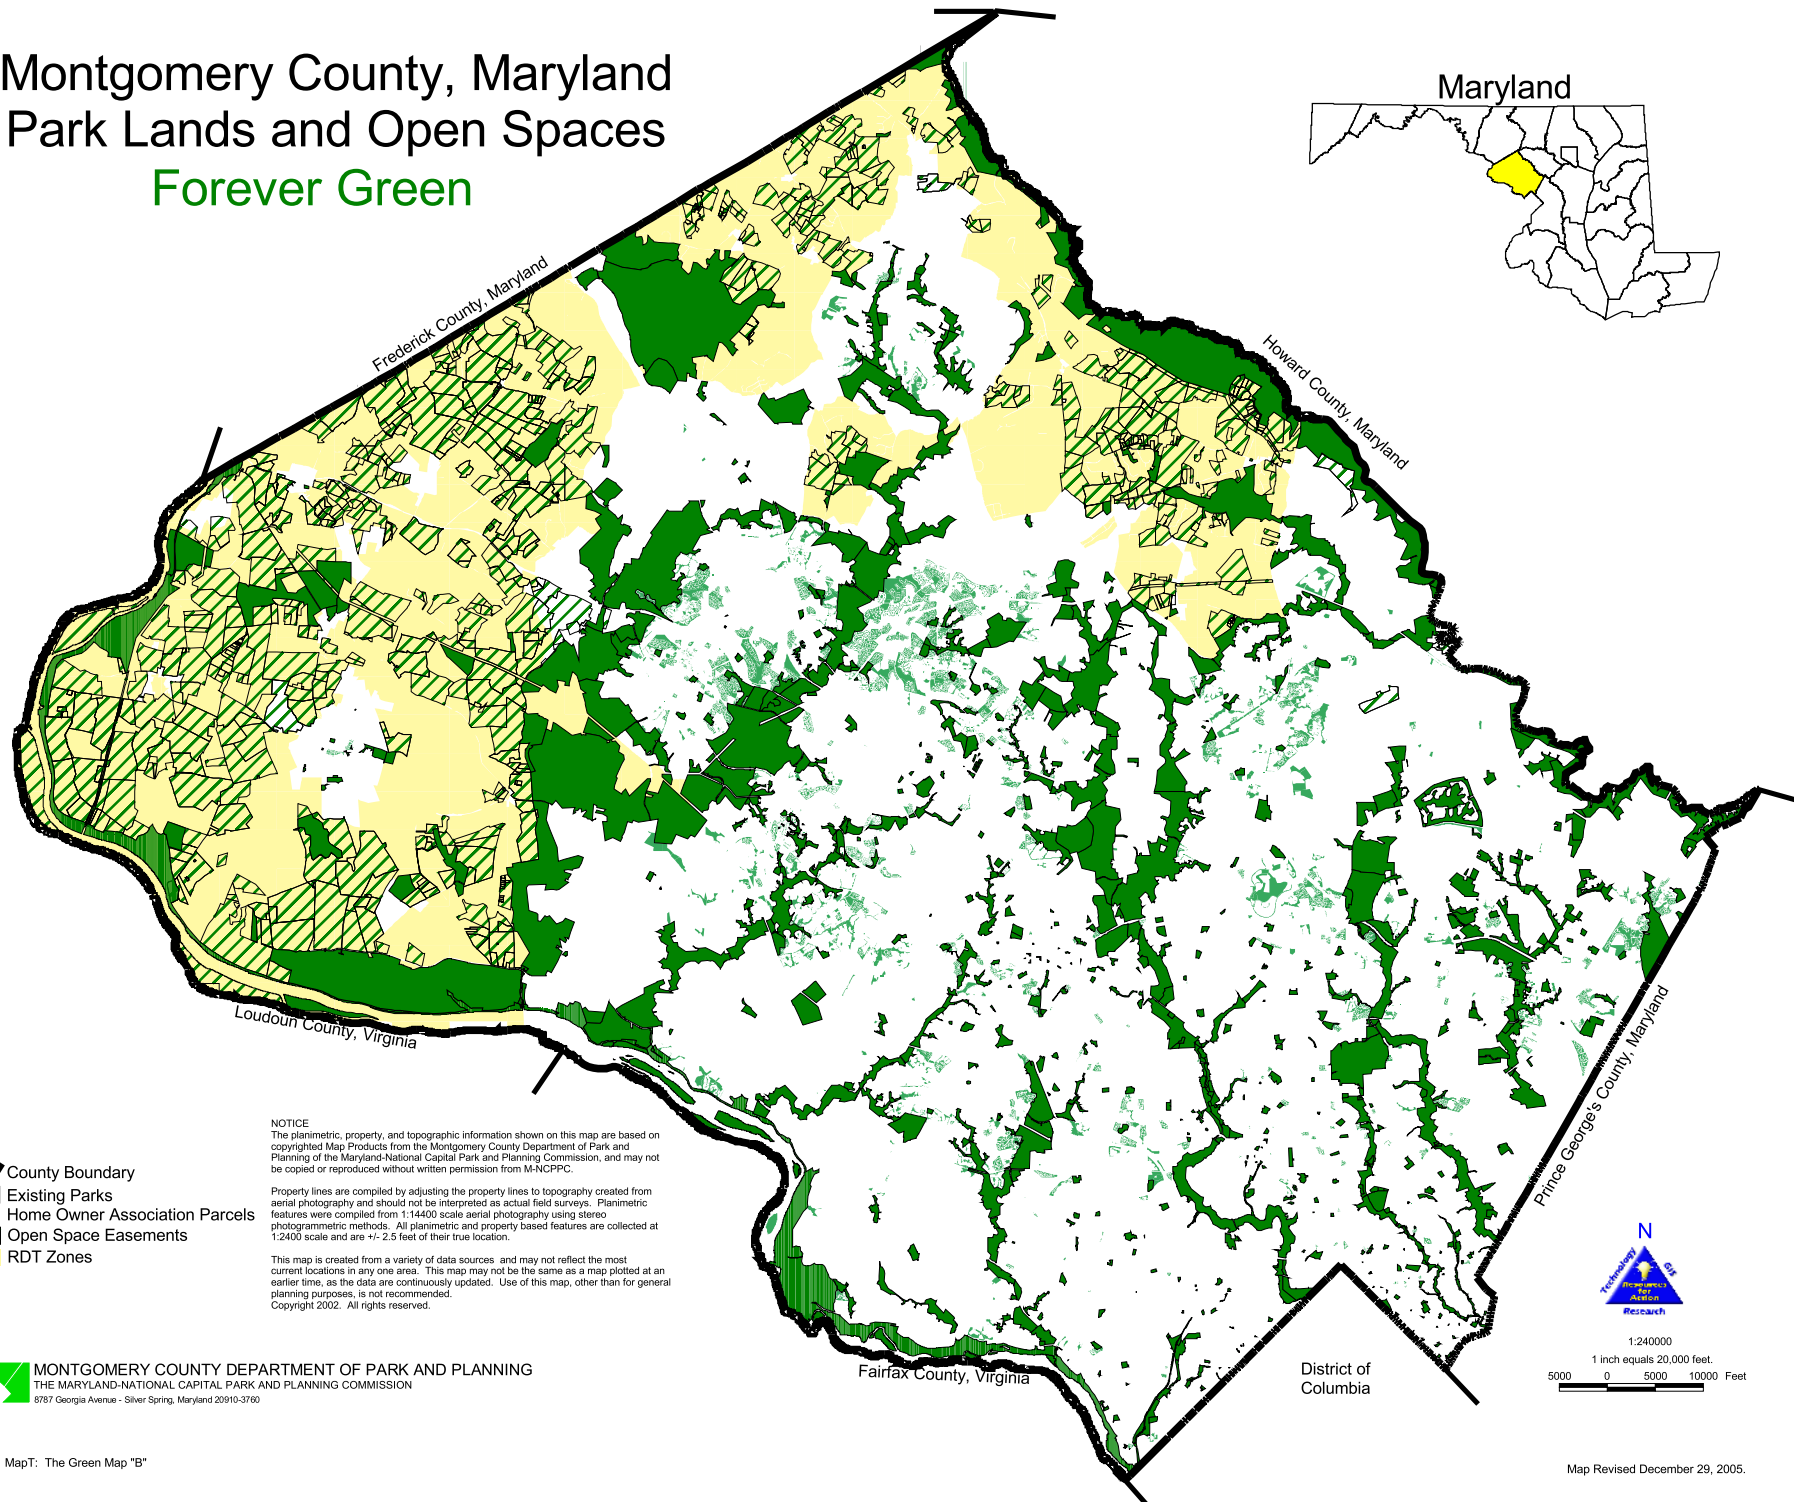 Montgomery County, Maryland
Park Lands and Open Spaces
Forever Green
Maryland
Frederick County, Maryland
Howard County, Maryland
Loudoun County, Virginia
Prince George's County, Maryland
Fairfax County, Virginia
District of
Columbia
County Boundary
Existing Parks
Home Owner Association Parcels
Open Space Easements
RDT Zones
NOTICE
The planimetric, property, and topographic information shown on this map are based on
copyrighted Map Products from the Montgomery County Department of Park and
Planning of the Maryland-National Capital Park and Planning Commission, and may not
be copied or reproduced without written permission from M-NCPPC.
Property lines are compiled by adjusting the property lines to topography created from
aerial photography and should not be interpreted as actual field surveys. Planimetric
features were compiled from 1:14400 scale aerial photography using stereo
photogrammetric methods. All planimetric and property based features are collected at
1:2400 scale and are +/- 2.5 feet of their true location.
This map is created from a variety of data sources and may not reflect the most
current locations in any one area. This map may not be the same as a map plotted at an
earlier time, as the data are continuously updated. Use of this map, other than for general
planning purposes, is not recommended.
Copyright 2002. All rights reserved.
N
Technology
GIS
Resources
for
Action
Research
1:240000
1 inch equals 20,000 feet.
5000 0 5000 10000 Feet
MONTGOMERY COUNTY DEPARTMENT OF PARK AND PLANNING
THE MARYLAND-NATIONAL CAPITAL PARK AND PLANNING COMMISSION
8787 Georgia Avenue - Silver Spring, Maryland 20910-3760
MapT: The Green Map "B"
Map Revised December 29, 2005.